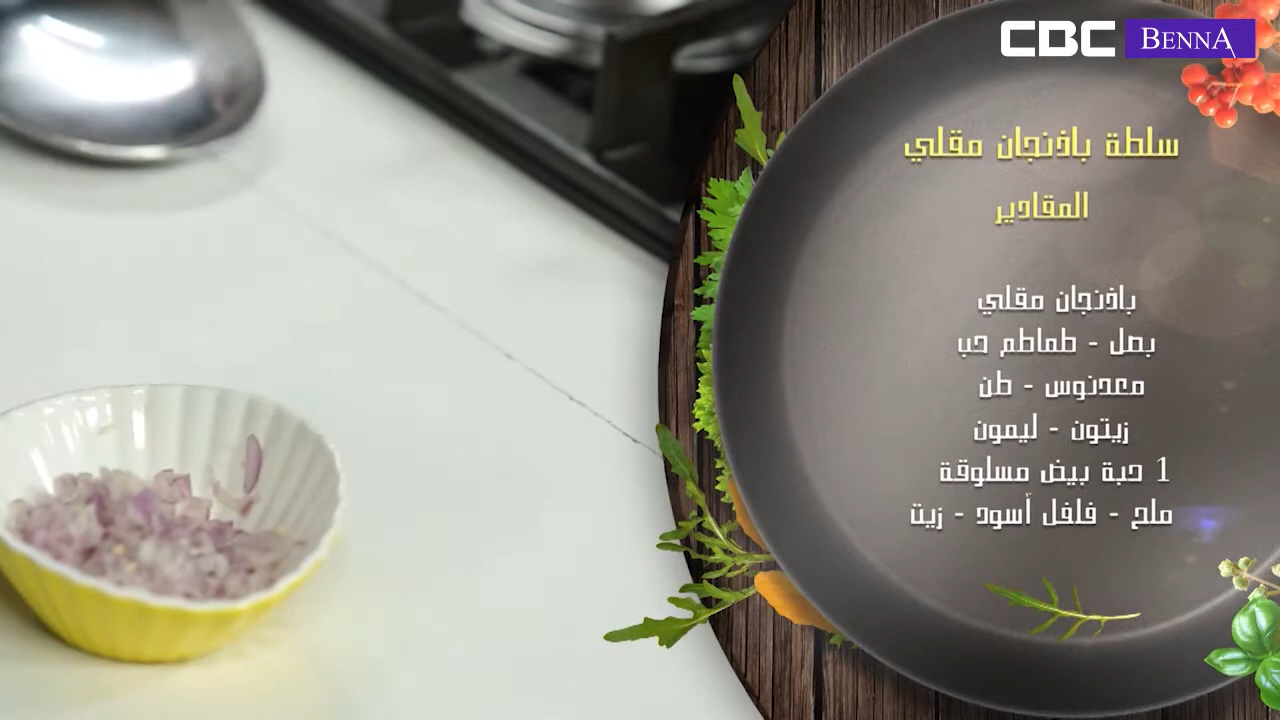 CBC BENNA
سلطة باذنجان مقلي
المقادير
باذنجان مقلي
بصل - طماطم حب
معدنوس - طن
زيتون - ليمون
1 حبة بيض مسلوقة
ملح - فلفل أسود - زيت